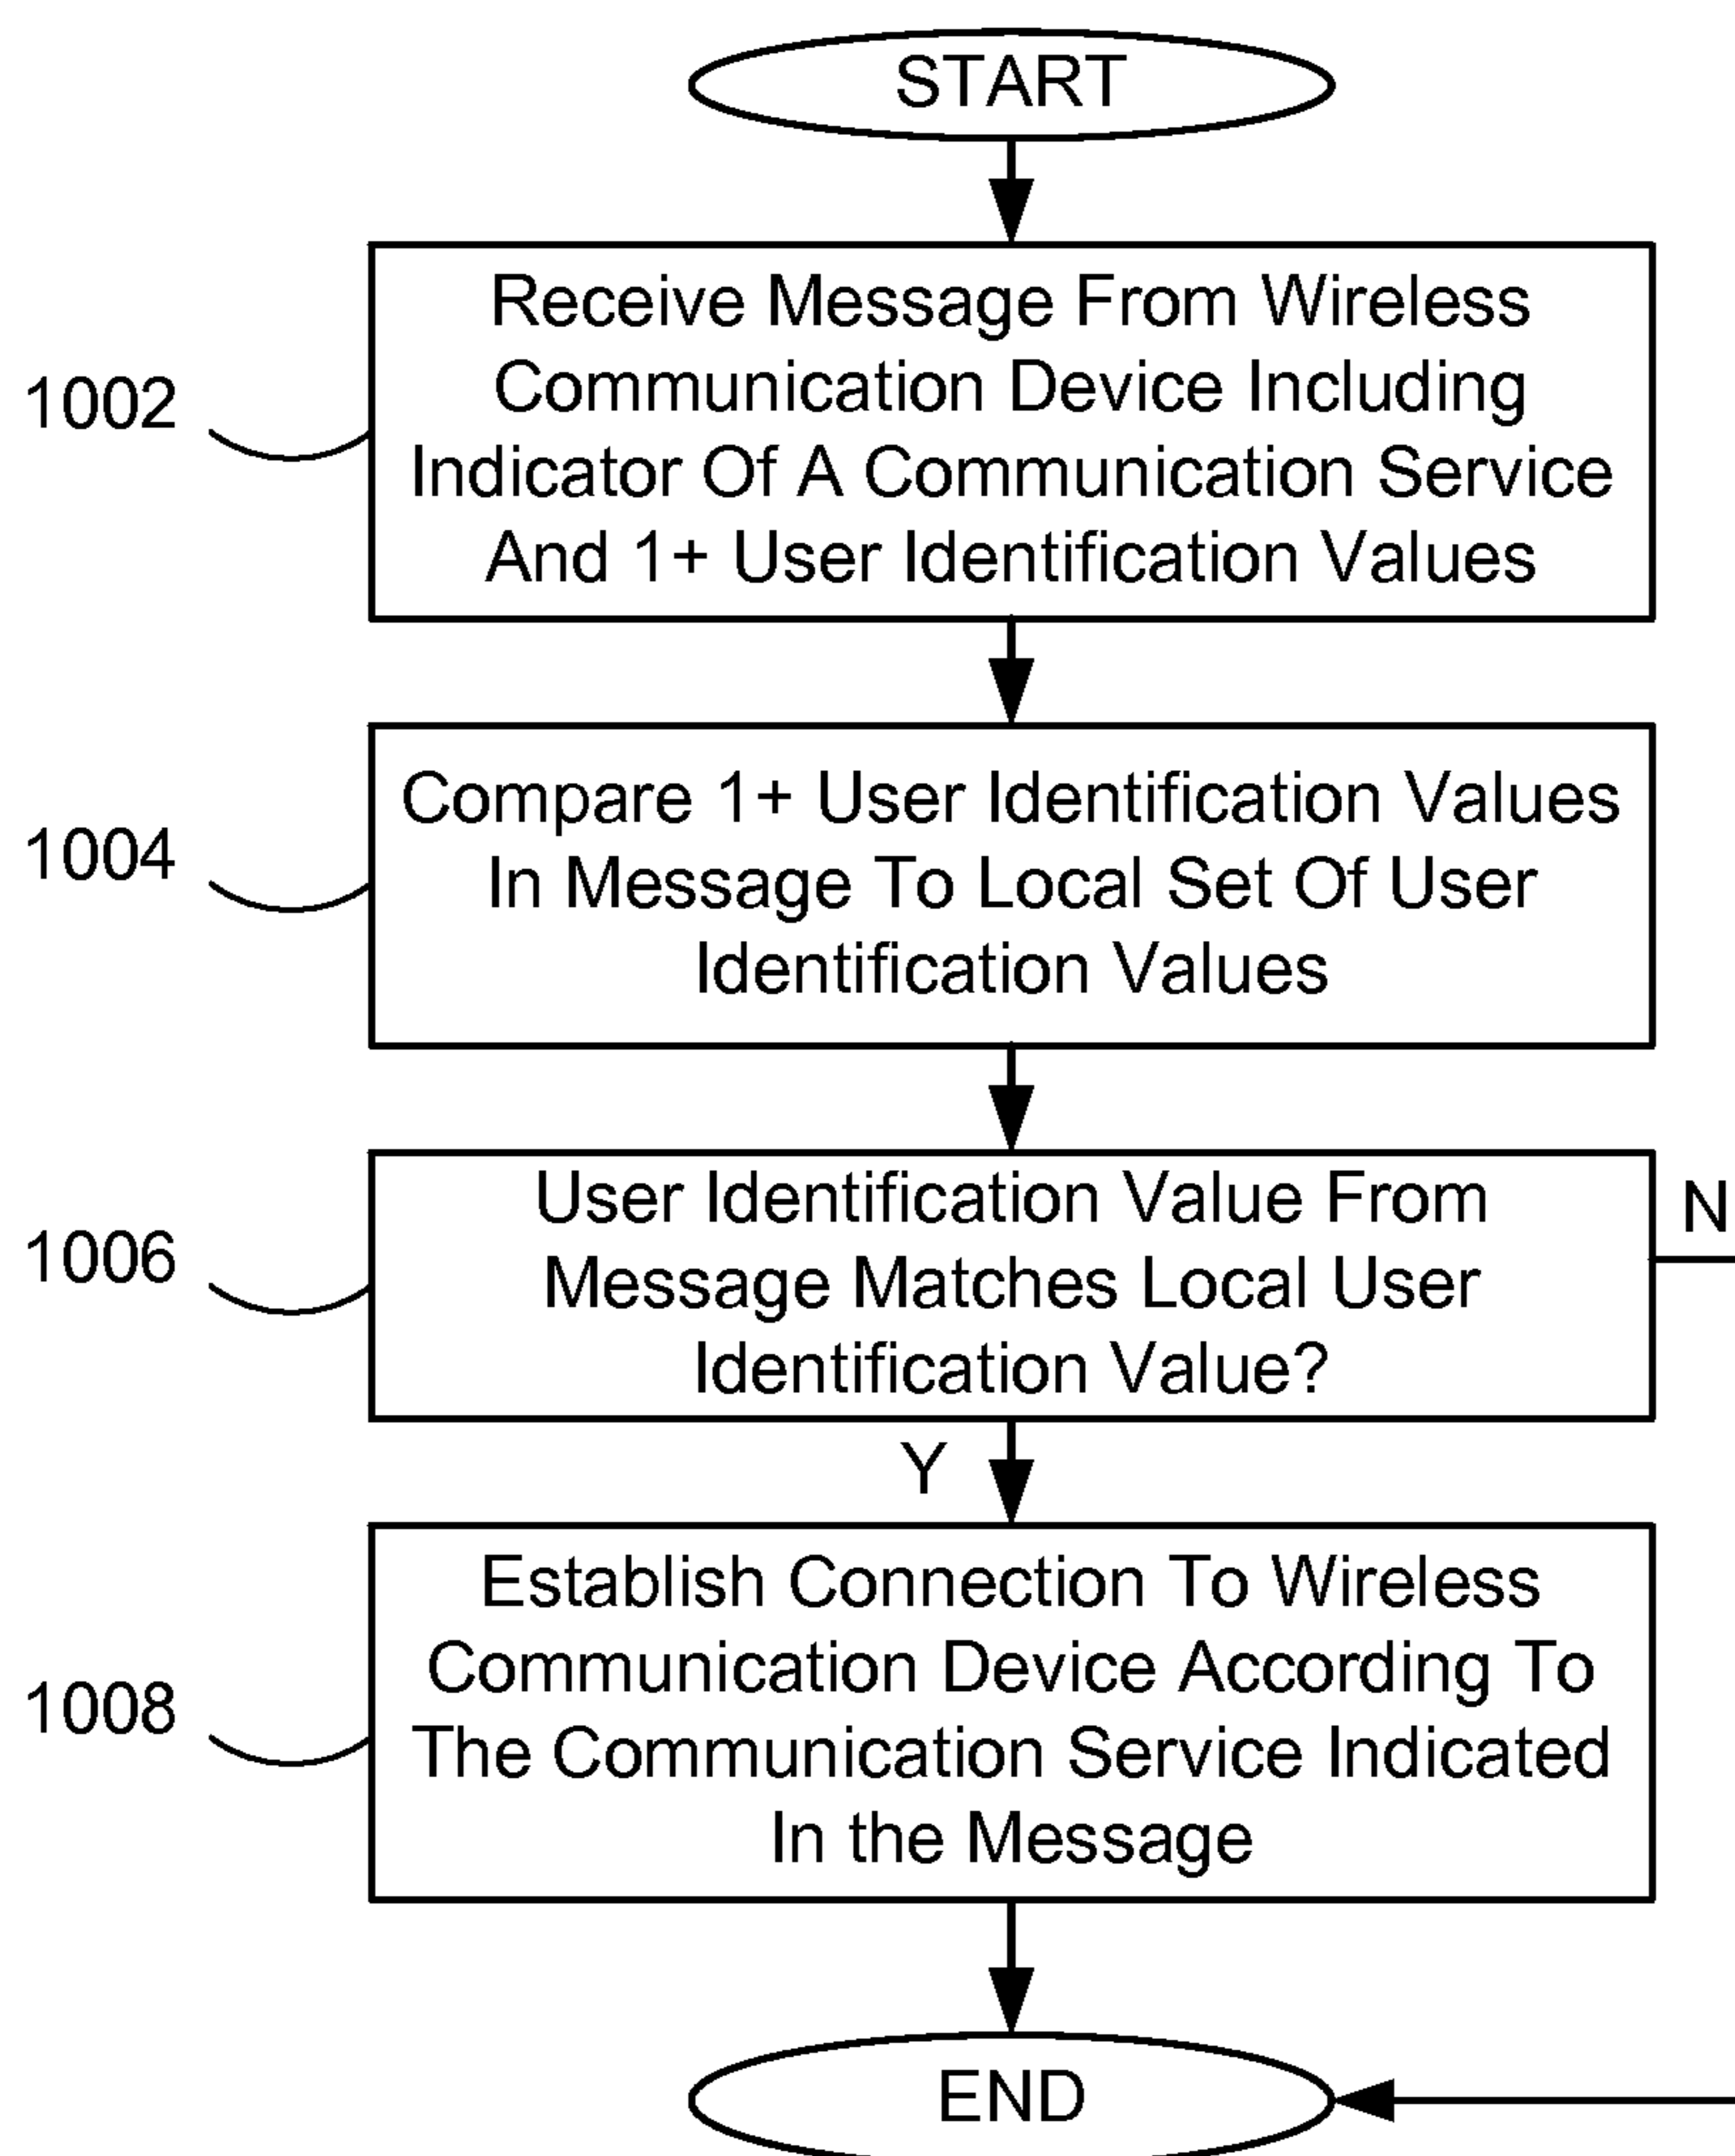 START
Receive Message From Wireless
Communication Device Including
Indicator Of A Communication Service
And 1+ User Identification Values
1002
Compare 1+ User Identification Values
In Message To Local Set Of User
Identification Values
1004
User Identification Value From
Message Matches Local User
Identification Value?
1006
N
Y
Establish Connection To Wireless
Communication Device According To
The Communication Service Indicated
In the Message
1008
END